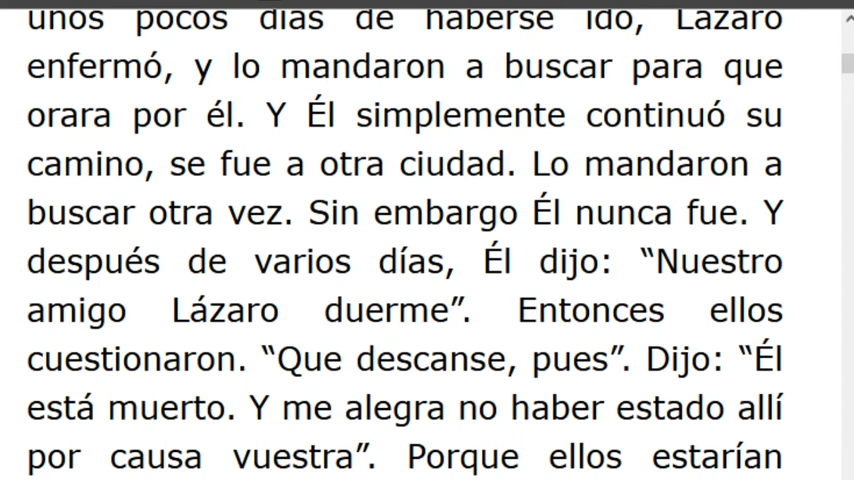 unos pocos días de haberse ido, Lázaro
enfermó, y lo mandaron a buscar para que
orara por él. Y Él simplemente continuó su
camino, se fue a otra ciudad. Lo mandaron a
buscar otra vez. Sin embargo Él nunca fue. Y
después de varios días, Él dijo: “Nuestro
amigo Lázaro duerme”. Entonces ellos
cuestionaron. “Que descanse, pues”. Dijo: “Él
está muerto. Y me alegra no haber estado allí
por causa vuestra”. Porque ellos estarían